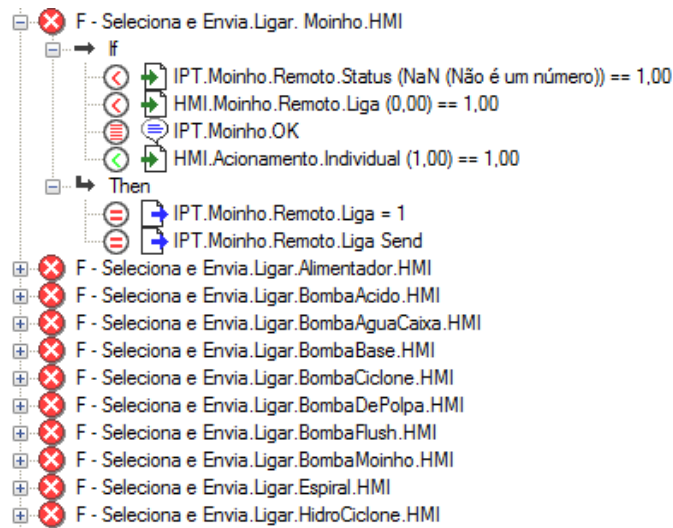 F - Seleciona e Envia.Ligar. Moinho.HMI
If
IPT.Moinho.Remoto.Status (NaN (Não é um número)) == 1,00
HMI.Moinho.Remoto.Liga (0,00) == 1,00
IPT.Moinho.OK
HMI.Acionamento.Individual (1,00) == 1,00
Then
IPT.Moinho.Remoto.Liga = 1
IPT.Moinho.Remoto.Liga Send
F - Seleciona e Envia.Ligar.Alimentador.HMI
F - Seleciona e Envia.Ligar.BombaAcido.HMI
F - Seleciona e Envia.Ligar.BombaAguaCaixa.HMI
F - Seleciona e Envia.Ligar.BombaBase.HMI
F - Seleciona e Envia.Ligar.BombaCiclone.HMI
F - Seleciona e Envia.Ligar.BombaDePolpa.HMI
F - Seleciona e Envia.Ligar.BombaFlush.HMI
F - Seleciona e Envia.Ligar.BombaMoinho.HMI
F - Seleciona e Envia.Ligar.Espiral.HMI
F - Seleciona e Envia.Ligar.HidroCiclone.HMI